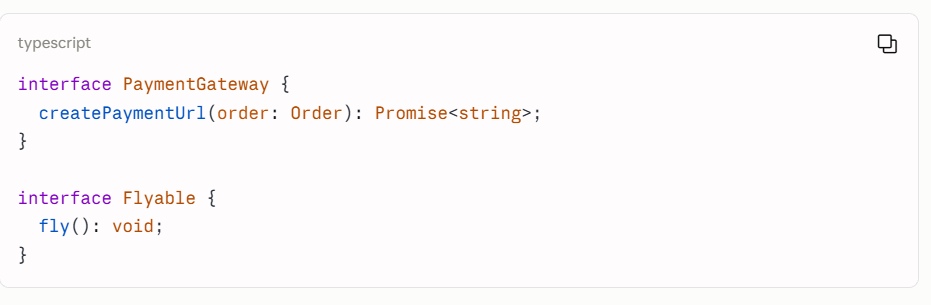 typescript
interface PaymentGateway {
  createPaymentUrl(order: Order): Promise<string>;
}

interface Flyable {
  fly(): void;
}